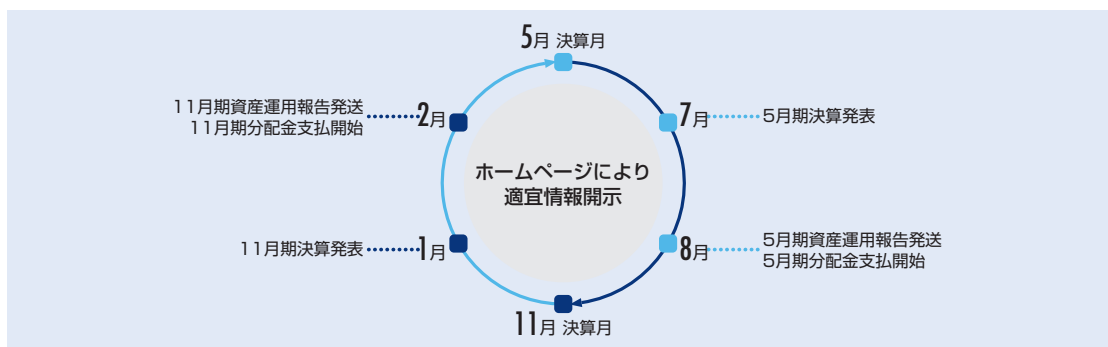 5月 決算月
11月期資産運用報告発送
11月期分配金支払開始
2月
7月
5月期決算発表
ホームページにより
適宜情報開示
11月期決算発表
1月
8月
5月期資産運用報告発送
5月期分配金支払開始
11月 決算月